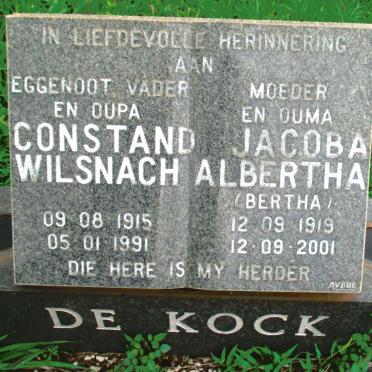 IN LIEFDEVOLLE HERINNERING
AAN
EGGENOOT, VADER
EN OUPA
CONSTAND
WILSNACH
09·08·1915
05·01·1991
MOEDER
EN OUMA
JACOBA
ALBERTHA
(BERTHA)
12·09·1919
12·09·2001
DIE HERE IS MY HERDER
AVBOB
DE KOCK